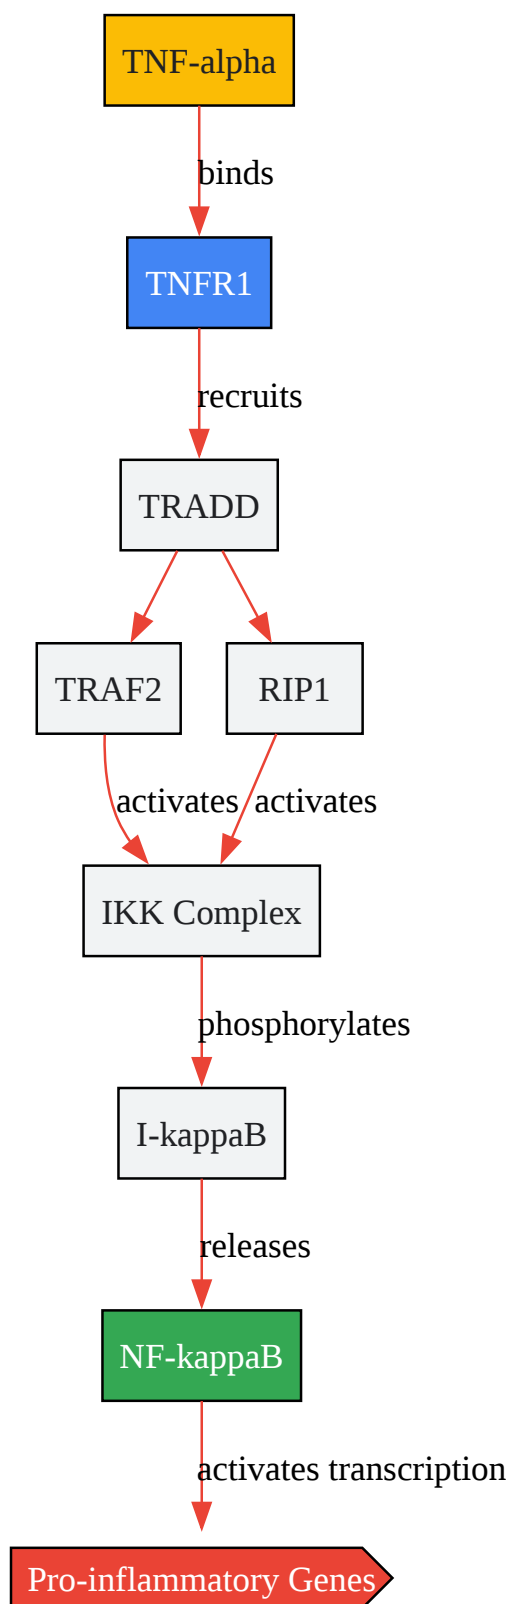 TNF-alpha
binds
TNFR1
recruits
TRADD
TRAF2
RIP1
activates
activates
IKK Complex
phosphorylates
I-kappaB
releases
NF-kappaB
activates transcription
Pro-inflammatory Genes